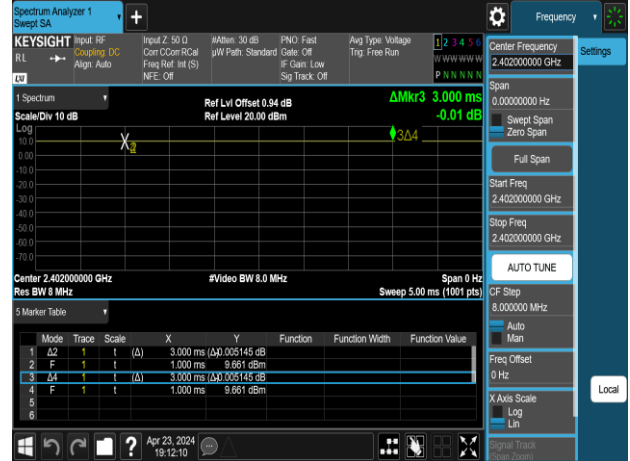 Spectrum Analyzer 1
Swept SA
+
Frequency
KEYSIGHT
RL
LXI
Input: RF
Coupling: DC
Align: Auto
Input Z: 50 Ω
Corr CCorr RCal
Freq Ref: Int (S)
NFE: Off
#Atten: 30 dB
µW Path: Standard
PNO: Fast
Gate: Off
IF Gain: Low
Sig Track: Off
Avg Type: Voltage
Trig: Free Run
1 2 3 4 5 6
W W W W W W
P N N N N N
1 Spectrum
Scale/Div 10 dB
Ref Lvl Offset 0.94 dB
Ref Level 20.00 dBm
ΔMkr3 3.000 ms
-0.01 dB
Log
10.0
0.00
-10.0
-20.0
-30.0
-40.0
-50.0
-60.0
-70.0
X
3Δ4
Center 2.402000000 GHz
Res BW 8 MHz
#Video BW 8.0 MHz
Span 0 Hz
Sweep 5.00 ms (1001 pts)
5 Marker Table
Mode Trace Scale X Y Function Function Width Function Value
1 Δ2 1 t (Δ) 3.000 ms (Δ) 0.005145 dB
2 F 1 t 1.000 ms 9.661 dBm
3 Δ4 1 t (Δ) 3.000 ms (Δ) 0.005145 dB
4 F 1 t 1.000 ms 9.661 dBm
5
6
?
Apr 23, 2024
19:12:10
Center Frequency
2.402000000 GHz
Settings
Span
0.00000000 Hz
Swept Span
Zero Span
Full Span
Start Freq
2.402000000 GHz
Stop Freq
2.402000000 GHz
AUTO TUNE
CF Step
8.000000 MHz
Auto
Man
Freq Offset
0 Hz
X Axis Scale
Log
Lin
Local
Signal Track
(Span Zoom)